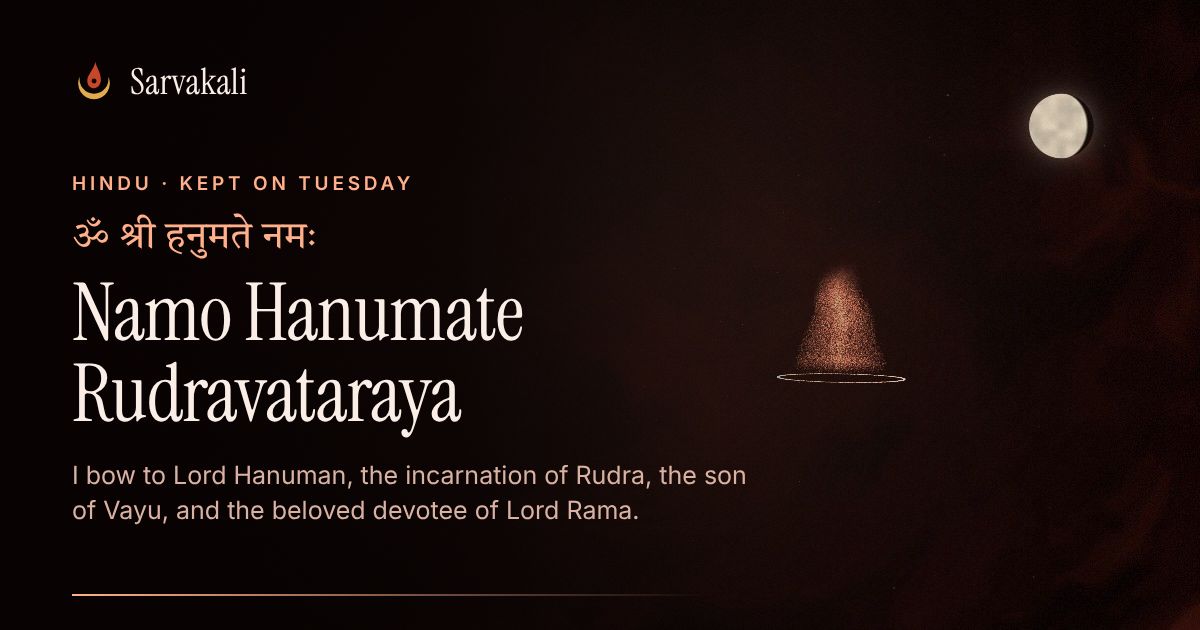 Sarvakali
HINDU · KEPT ON TUESDAY
ॐ श्री हनुमते नमः
Namo Hanumate
Rudravataraya
I bow to Lord Hanuman, the incarnation of Rudra, the son
of Vayu, and the beloved devotee of Lord Rama.